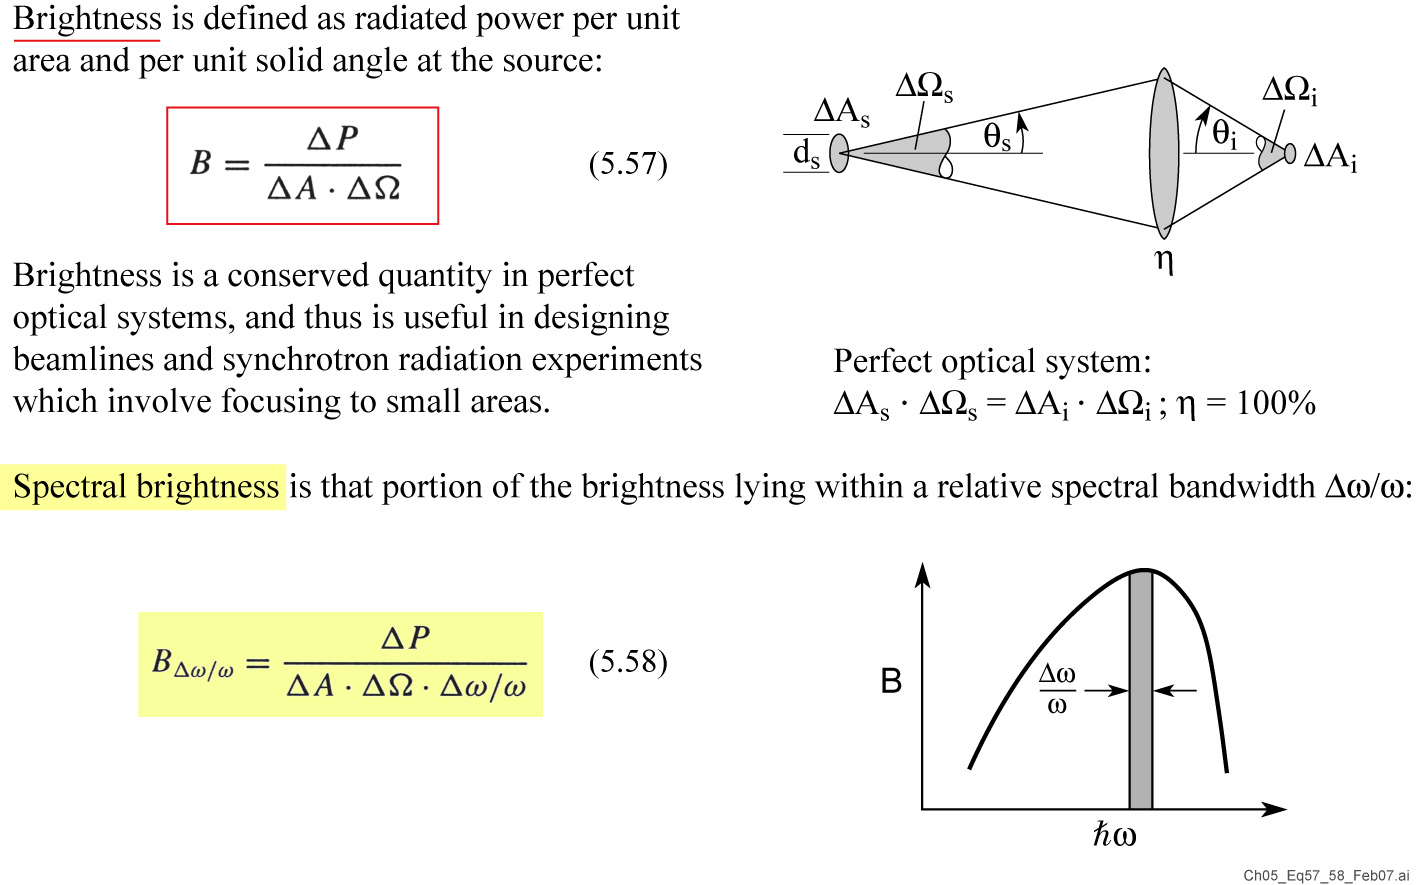 Brightness is defined as radiated power per unit
area and per unit solid angle at the source:
B = ΔP / (ΔA · ΔΩ)
(5.57)
Brightness is a conserved quantity in perfect
optical systems, and thus is useful in designing
beamlines and synchrotron radiation experiments
which involve focusing to small areas.
ΔAₛ
dₛ
ΔΩₛ
θₛ
η
θᵢ
ΔΩᵢ
ΔAᵢ
Perfect optical system:
ΔAₛ · ΔΩₛ = ΔAᵢ · ΔΩᵢ ; η = 100%
Spectral brightness is that portion of the brightness lying within a relative spectral bandwidth Δω/ω:
B_Δω/ω = ΔP / (ΔA · ΔΩ · Δω/ω)
(5.58)
B
Δω/ω
ℏω
Ch05_Eq57_58_Feb07.ai